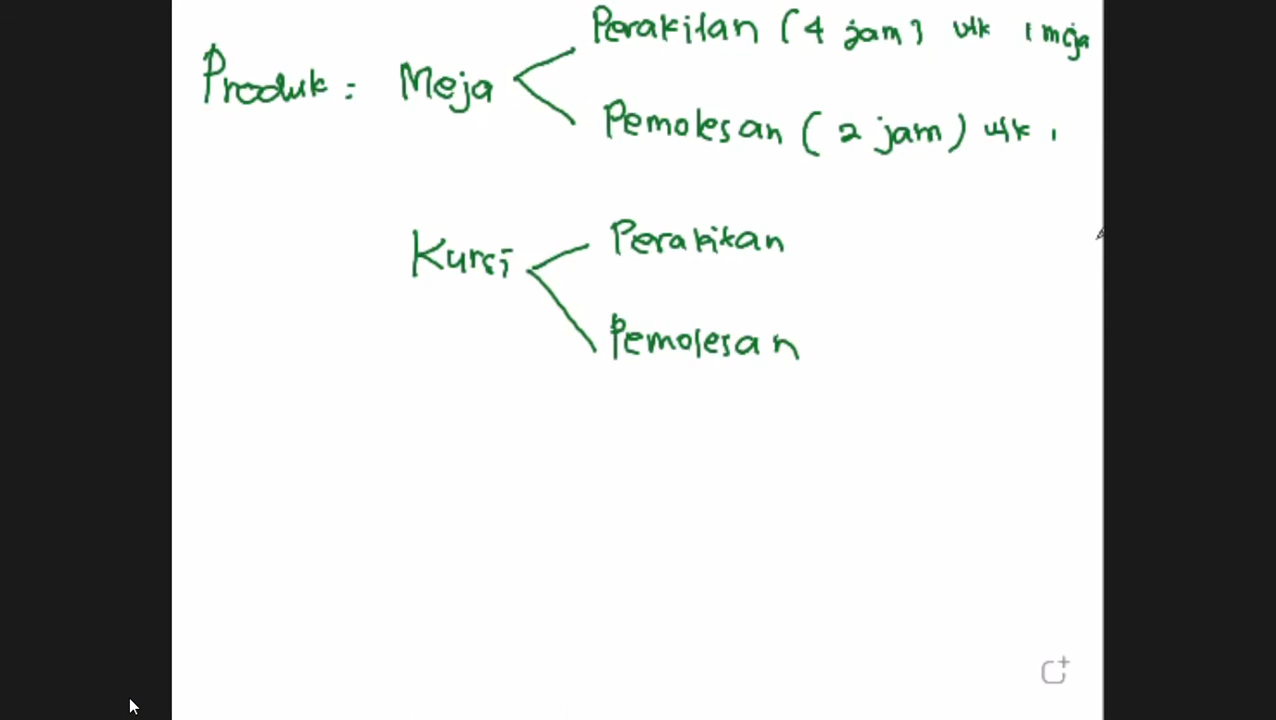 Perakitan (4 jam) utk 1 meja
Produk : Meja
Pemolesan (2 jam) utk 1
Kursi
Perakitan
Pemolesan